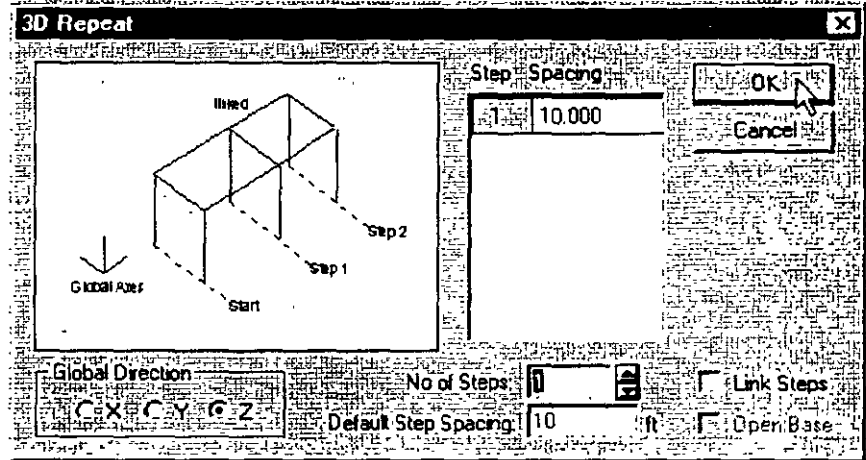 3D Repeat
Step Spacing
1 10.000
OK
Cancel
linked
Step 2
Step 1
Start
Global Axes
Global Direction
X Y Z
No of Steps: 1
Default Step Spacing: 10 ft
Link Steps
Open Base